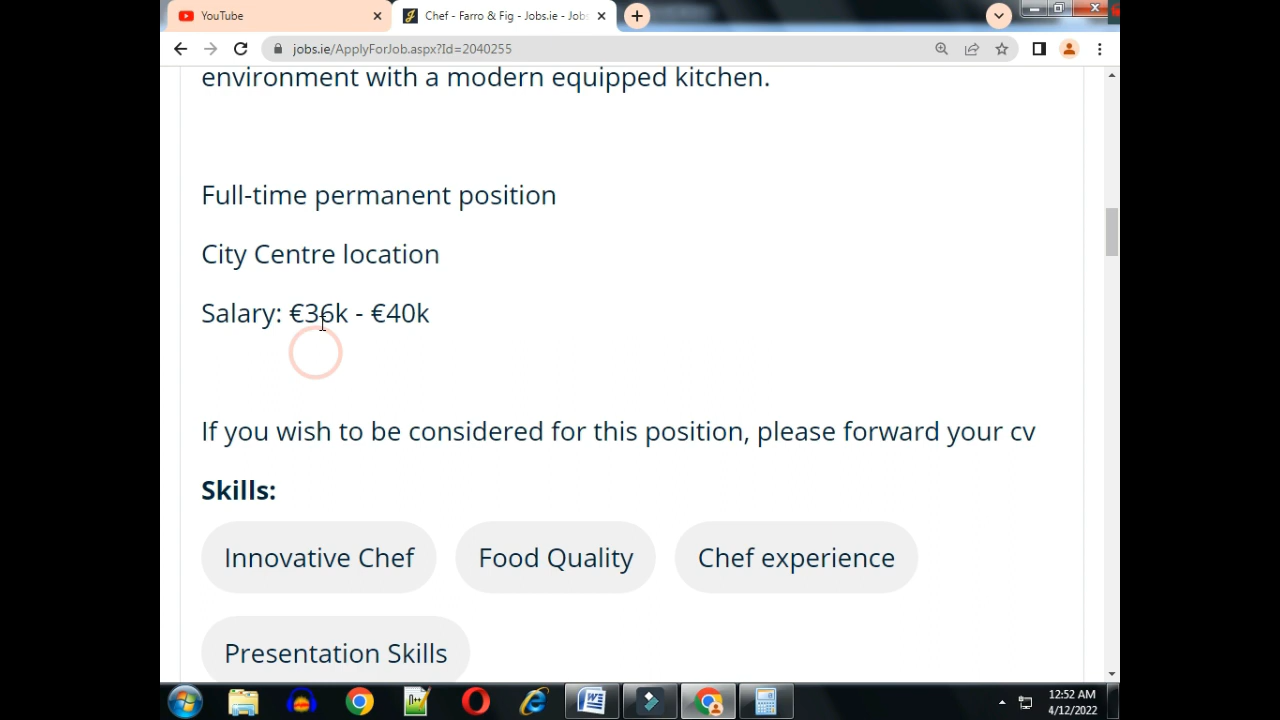 YouTube
Chef - Farro & Fig - Jobs.ie - Job
jobs.ie/ApplyForJob.aspx?Id=2040255
environment with a modern equipped kitchen.
Full-time permanent position
City Centre location
Salary: €36k - €40k
If you wish to be considered for this position, please forward your cv
Skills:
Innovative Chef
Food Quality
Chef experience
Presentation Skills
12:52 AM
4/12/2022